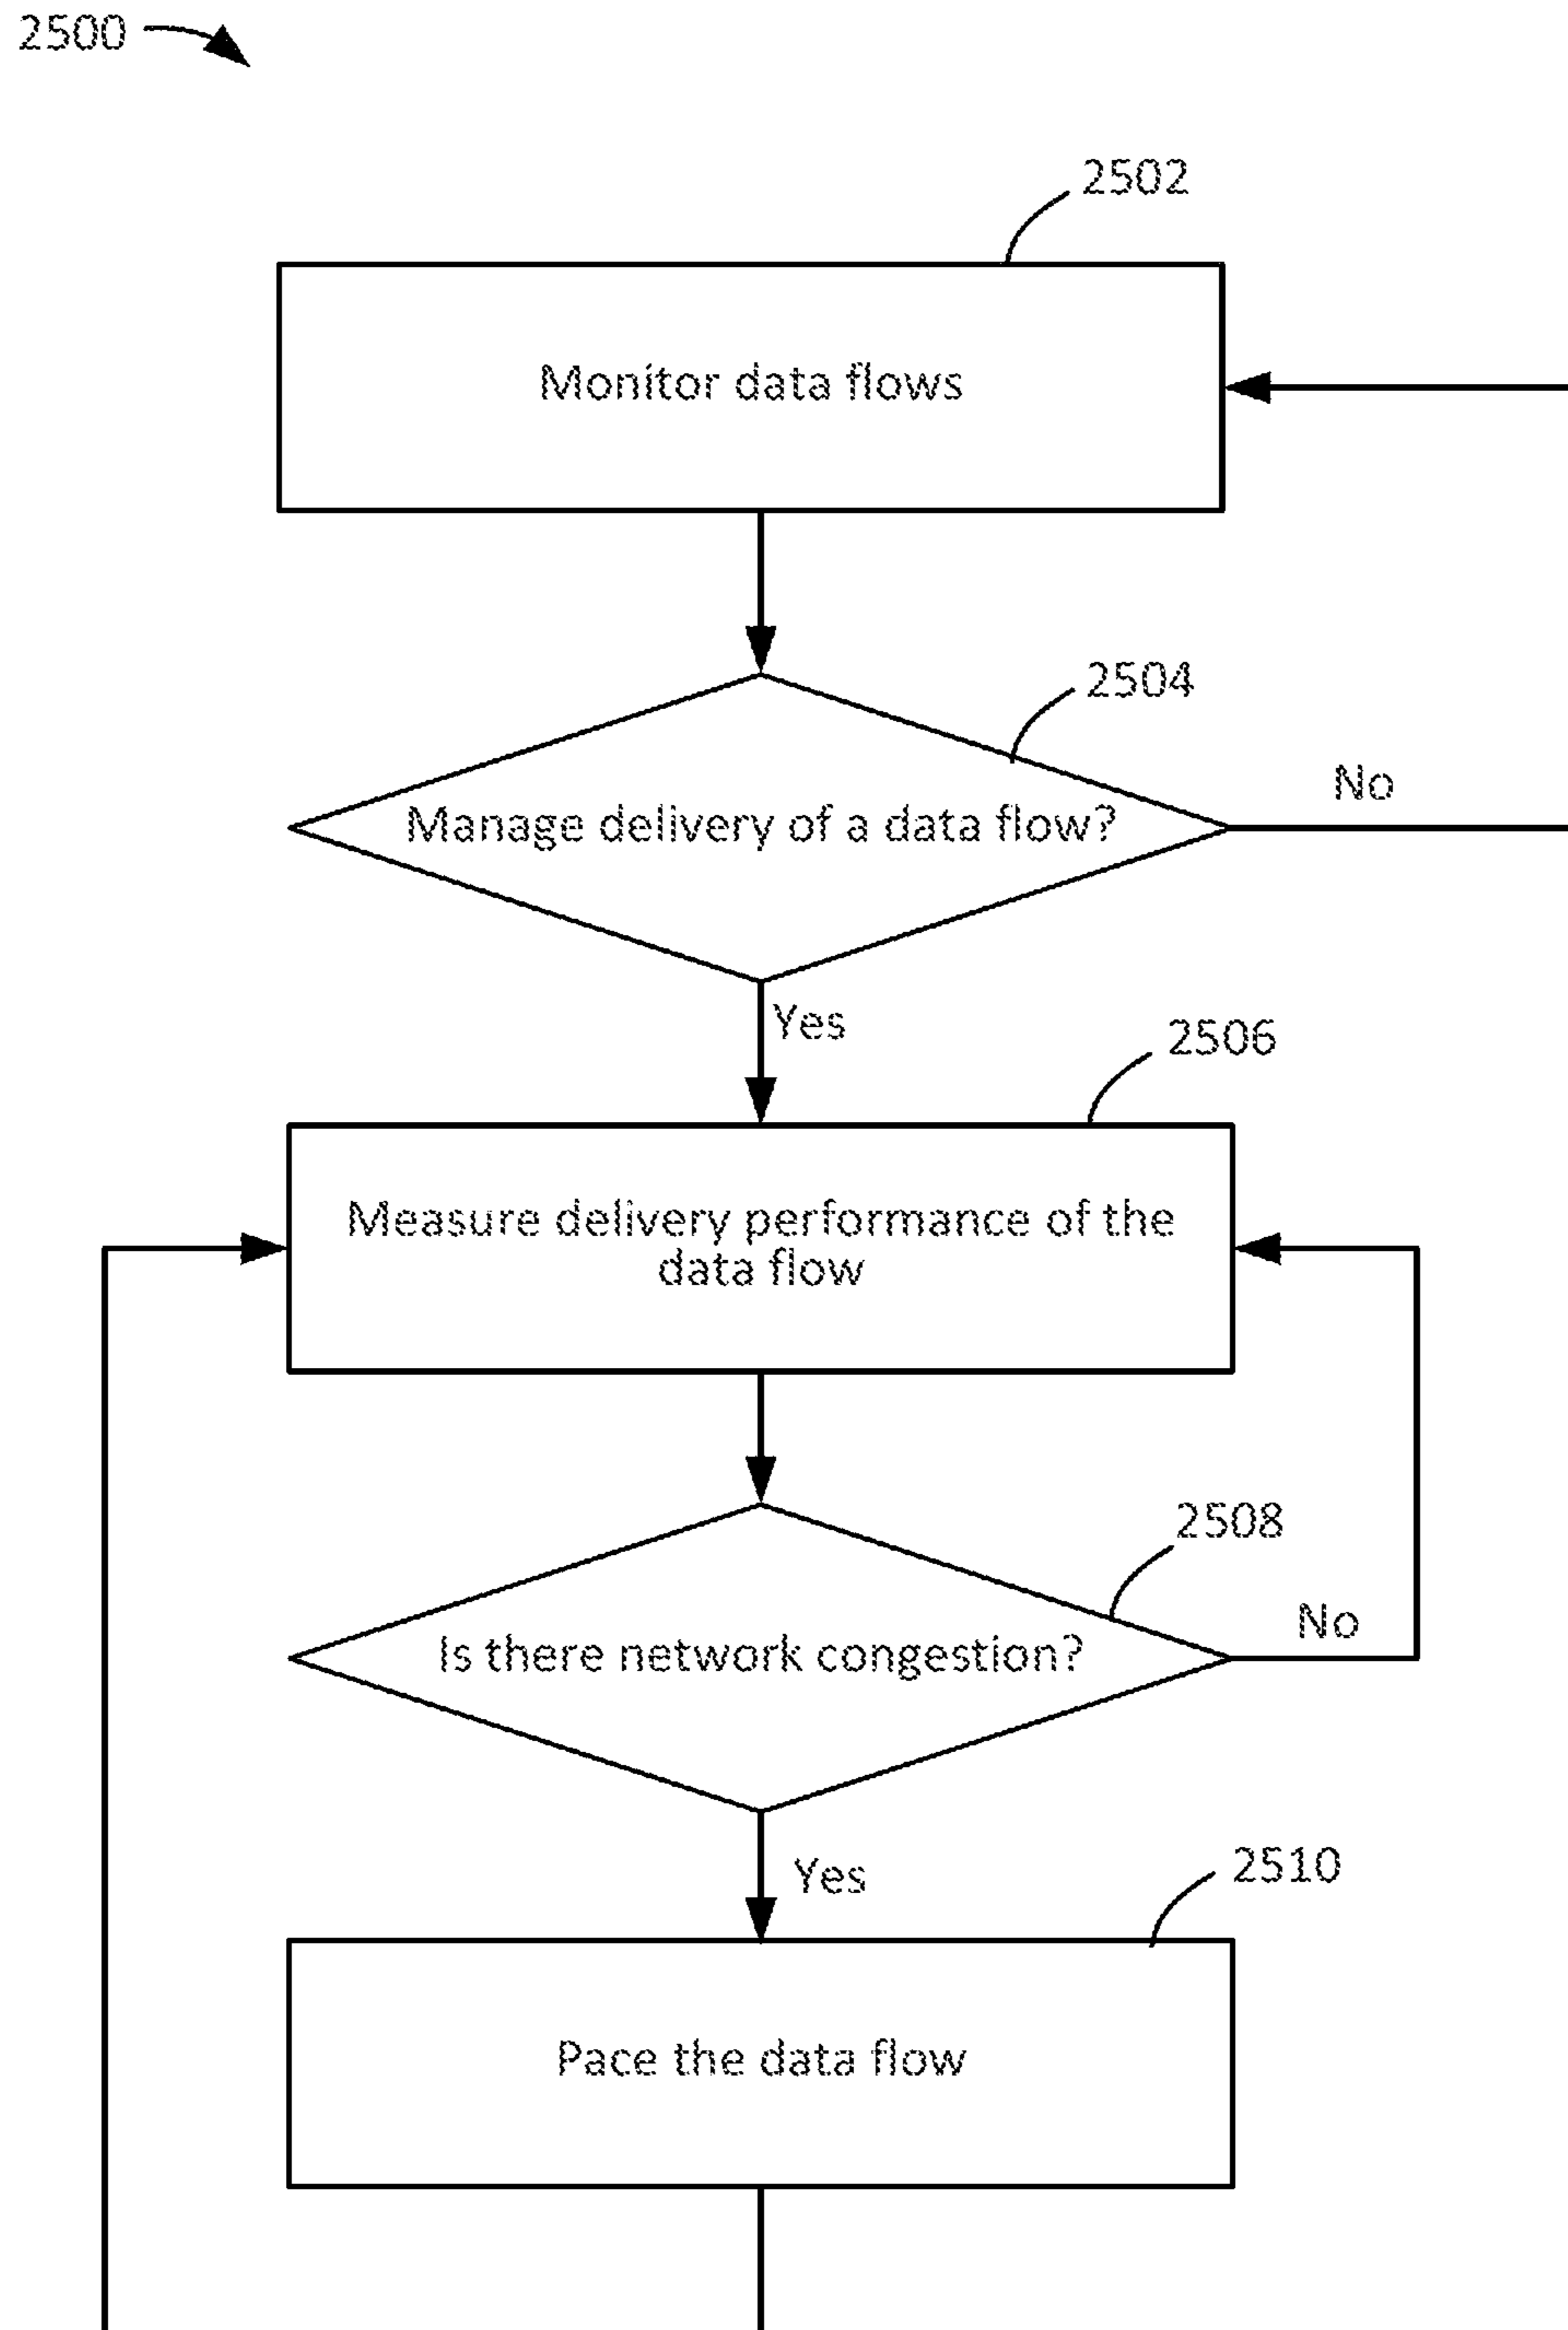 2500
2502
Monitor data flows
2504
Manage delivery of a data flow?
No
Yes
2506
Measure delivery performance of the
data flow
2508
Is there network congestion?
No
Yes
2510
Pace the data flow